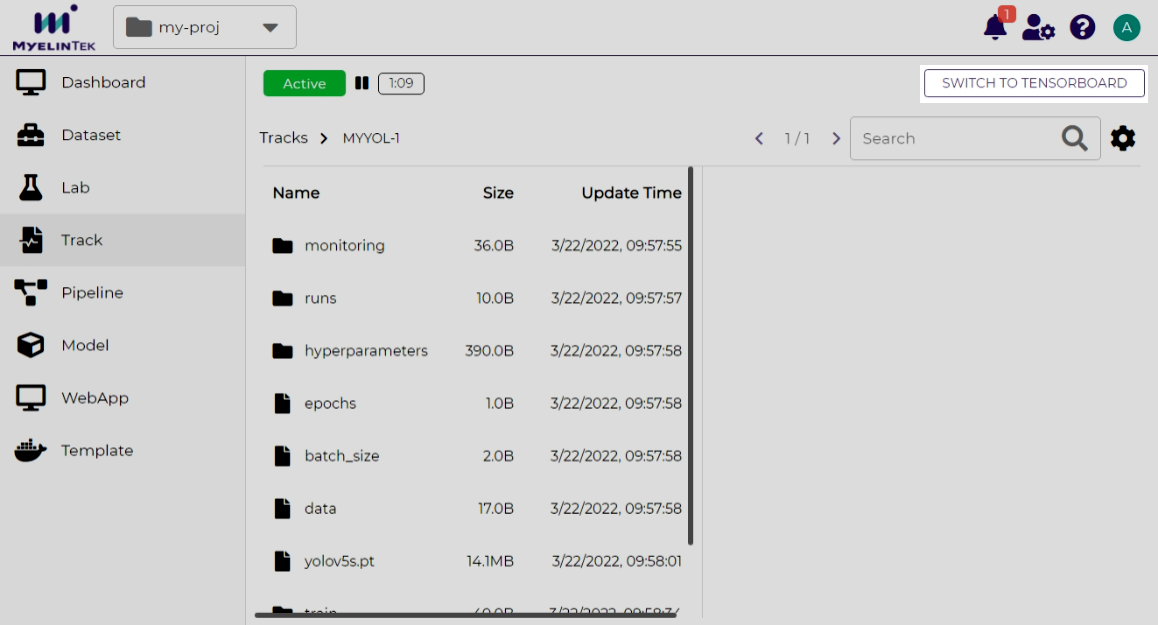 my-proj
1
A
MYELINTEK
Dashboard
Dataset
Lab
Track
Pipeline
Model
WebApp
Template
Active
1:09
SWITCH TO TENSORBOARD
Tracks > MYYOL-1
< 1 / 1 >
Search
Name Size Update Time
monitoring 36.0B 3/22/2022, 09:57:55
runs 10.0B 3/22/2022, 09:57:57
hyperparameters 390.0B 3/22/2022, 09:57:58
epochs 1.0B 3/22/2022, 09:57:58
batch_size 2.0B 3/22/2022, 09:57:58
data 17.0B 3/22/2022, 09:57:58
yolov5s.pt 14.1MB 3/22/2022, 09:58:01
train